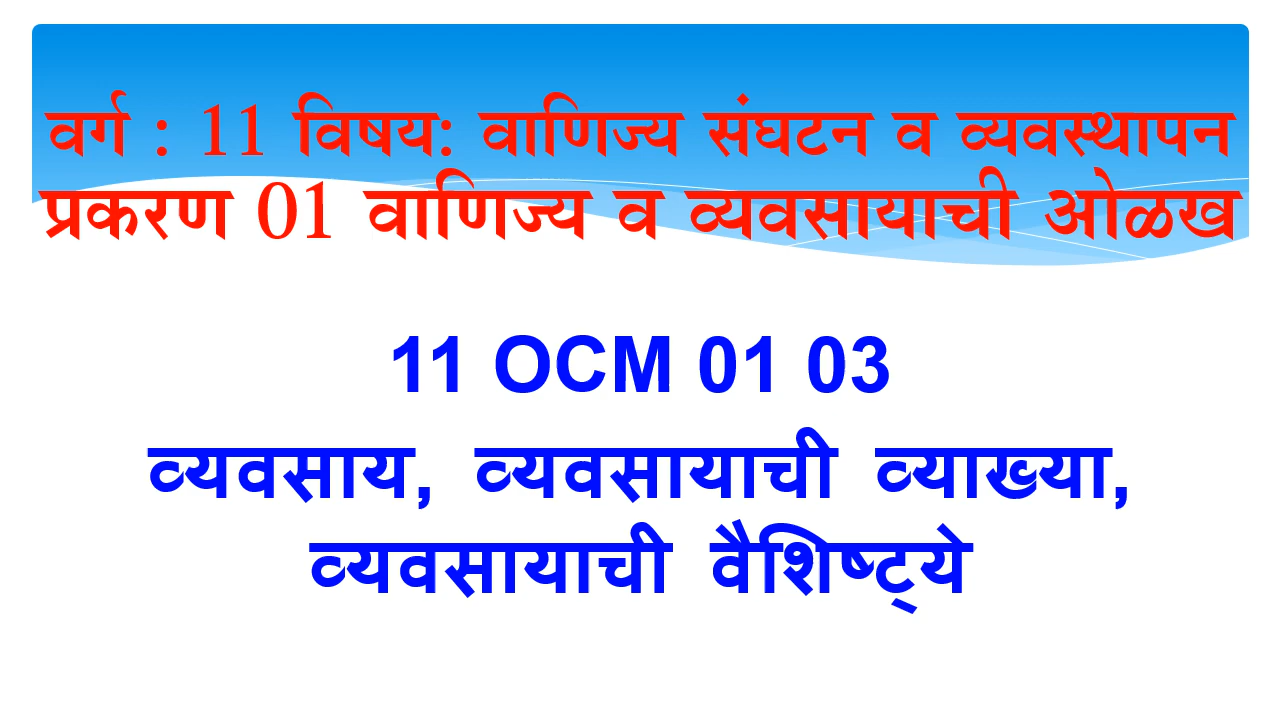 वर्ग : 11 विषय: वाणिज्य संघटन व व्यवस्थापन
प्रकरण 01 वाणिज्य व व्यवसायाची ओळख
11 OCM 01 03
व्यवसाय, व्यवसायाची व्याख्या,
व्यवसायाची वैशिष्ट्ये